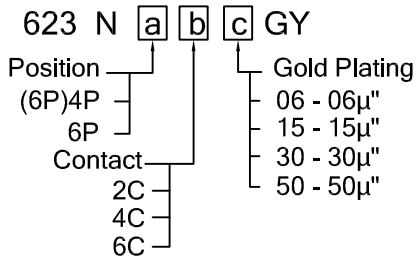 623 N a b c GY
Position
(6P)4P
6P
Contact
2C
4C
6C
Gold Plating
06 - 06µ"
15 - 15µ"
30 - 30µ"
50 - 50µ"